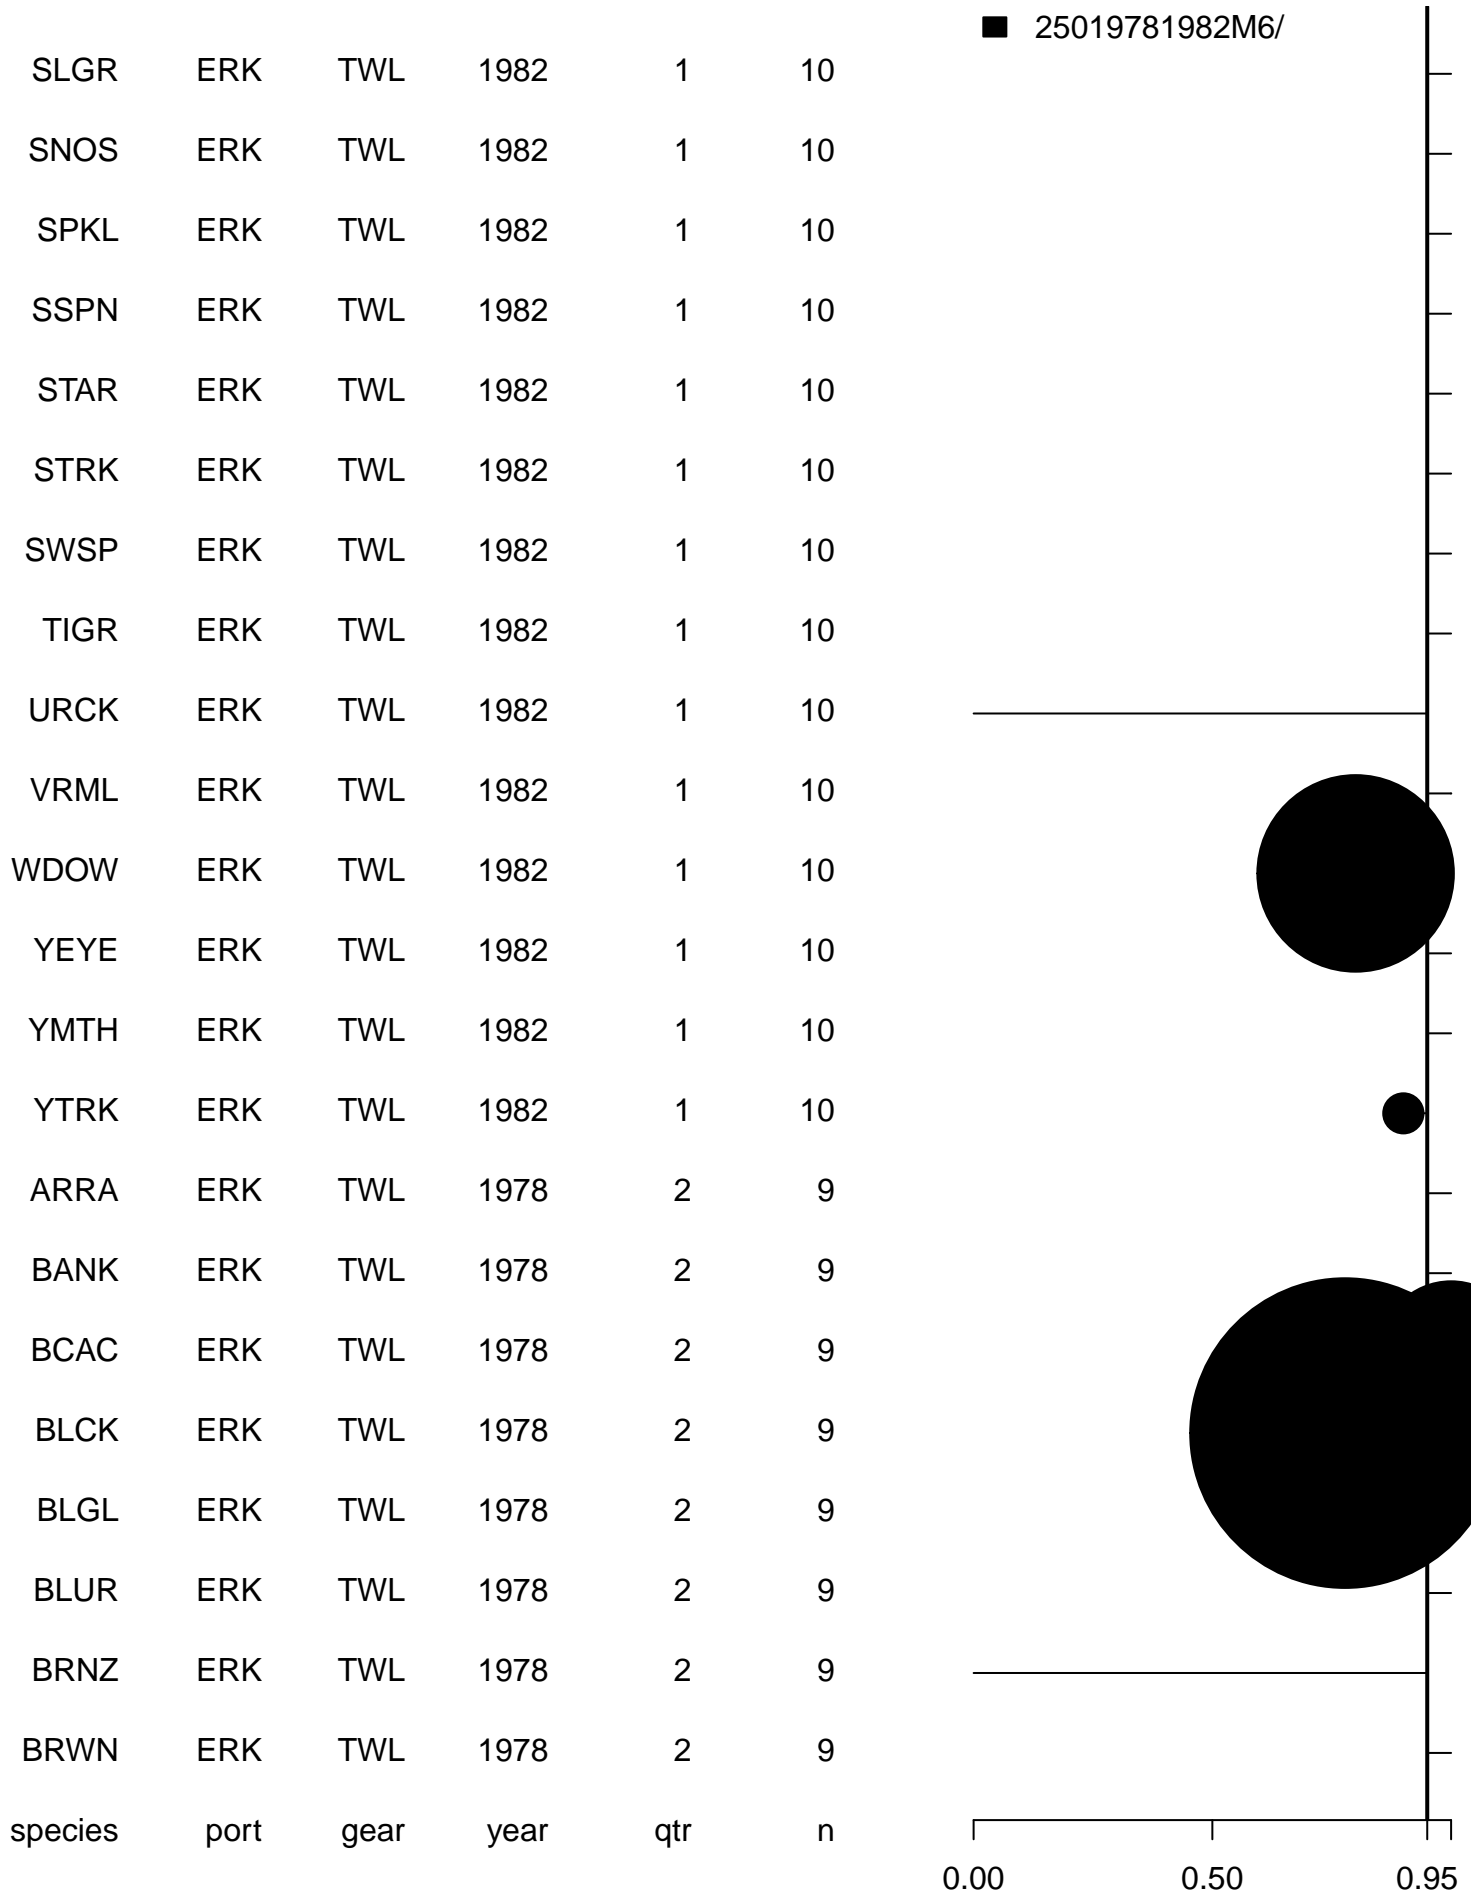 25019781982M6/
SLGR ERK TWL 1982 1 10
SNOS ERK TWL 1982 1 10
SPKL ERK TWL 1982 1 10
SSPN ERK TWL 1982 1 10
STAR ERK TWL 1982 1 10
STRK ERK TWL 1982 1 10
SWSP ERK TWL 1982 1 10
TIGR ERK TWL 1982 1 10
URCK ERK TWL 1982 1 10
VRML ERK TWL 1982 1 10
WDOW ERK TWL 1982 1 10
YEYE ERK TWL 1982 1 10
YMTH ERK TWL 1982 1 10
YTRK ERK TWL 1982 1 10
ARRA ERK TWL 1978 2 9
BANK ERK TWL 1978 2 9
BCAC ERK TWL 1978 2 9
BLCK ERK TWL 1978 2 9
BLGL ERK TWL 1978 2 9
BLUR ERK TWL 1978 2 9
BRNZ ERK TWL 1978 2 9
BRWN ERK TWL 1978 2 9
species port gear year qtr n
0.00 0.50 0.95